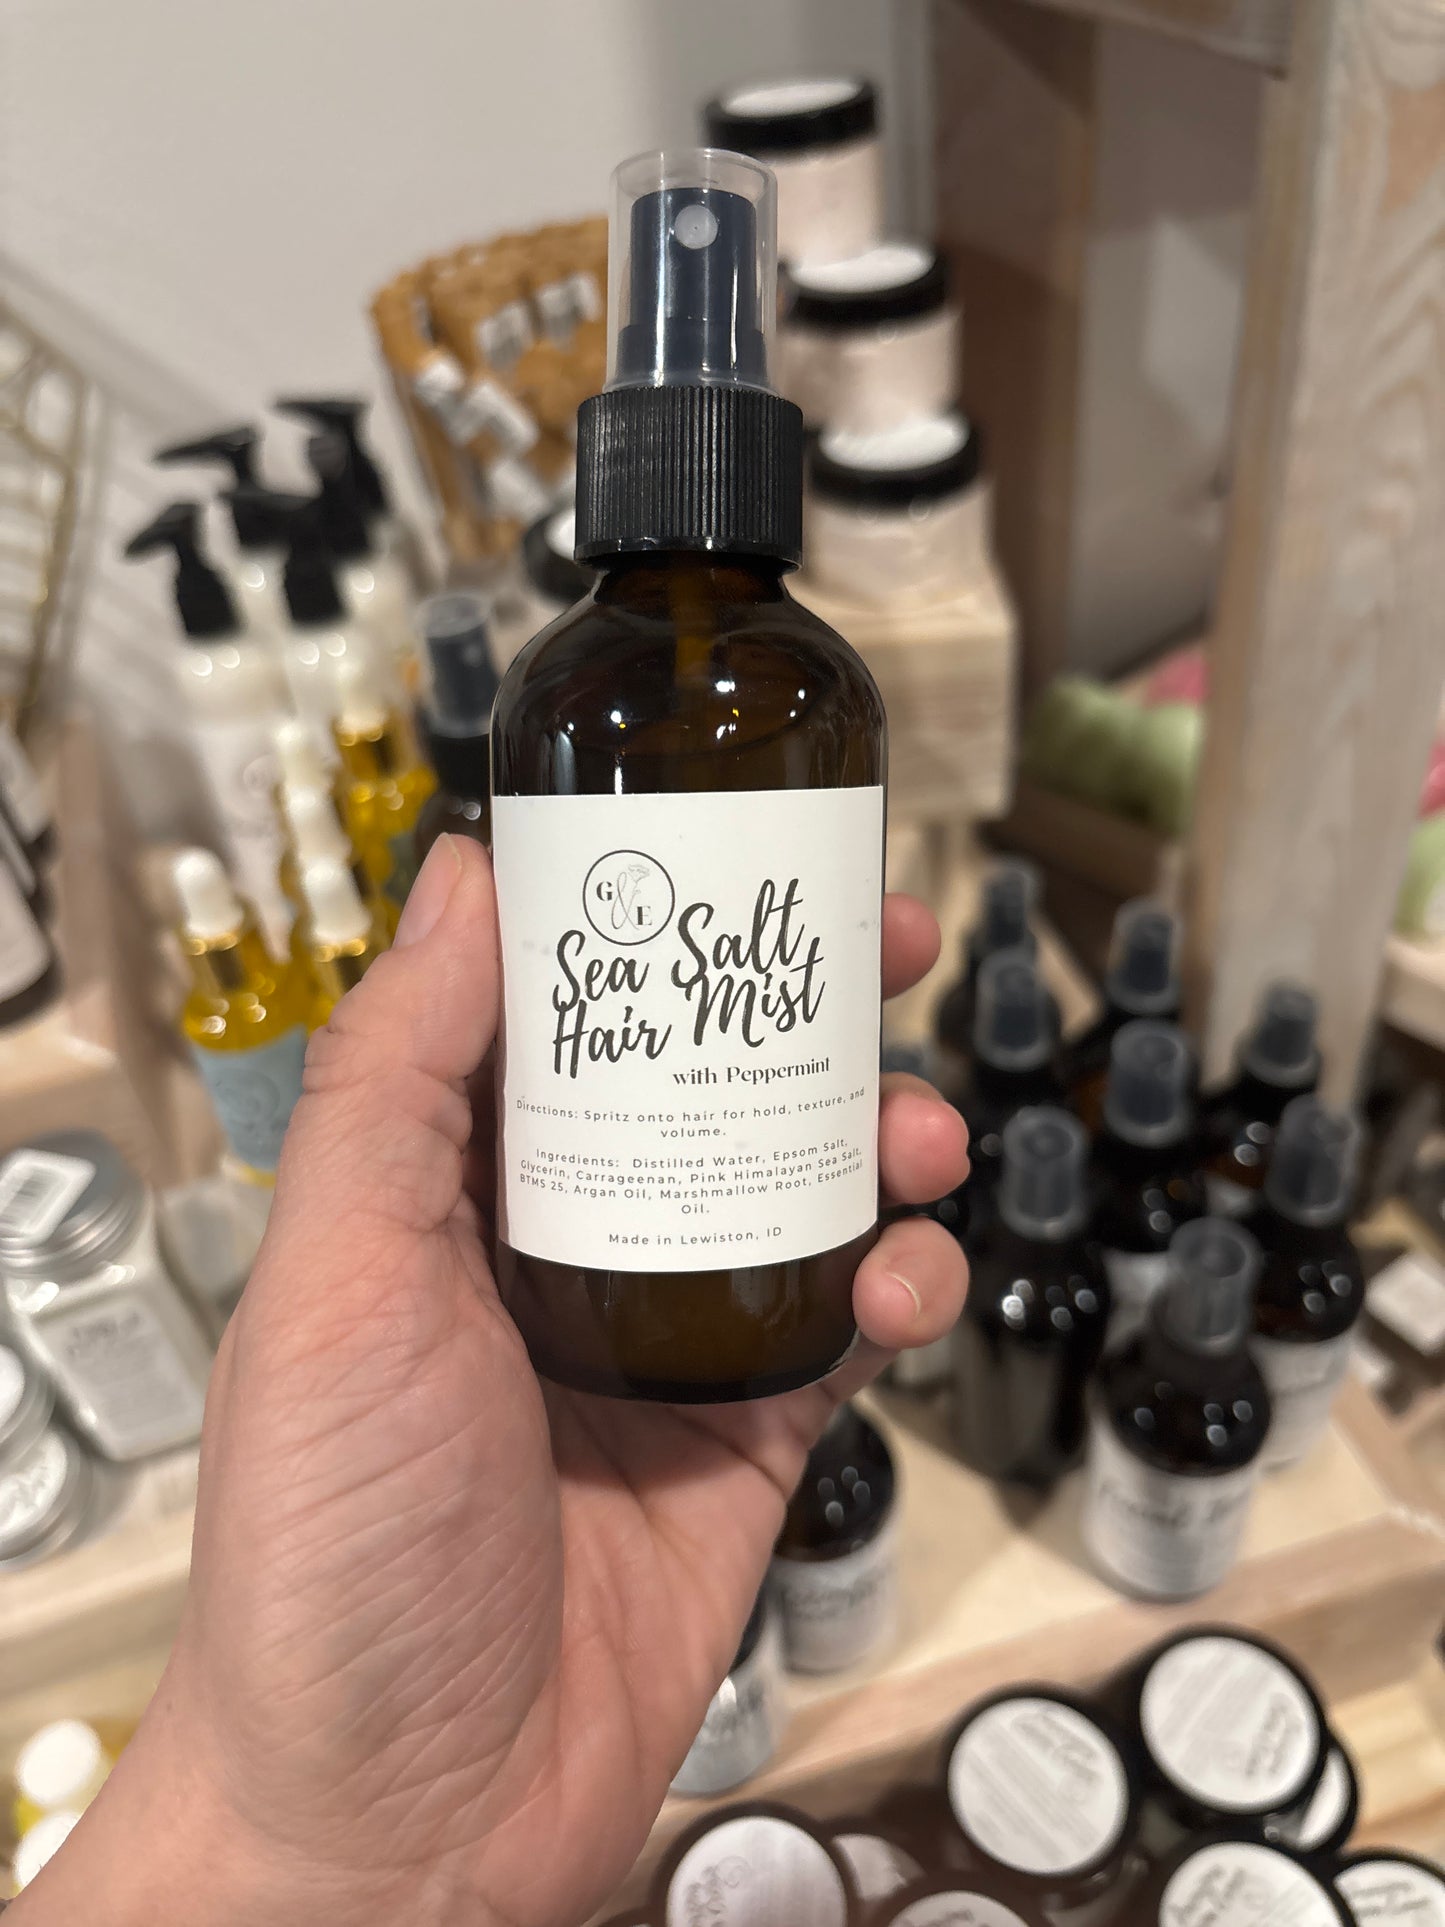 G & E
Sea Salt
Hair Mist
with Peppermint
Directions: Spritz onto hair for hold, texture, and
volume.
Ingredients: Distilled Water, Epsom Salt,
Glycerin, Carrageenan, Pink Himalayan Sea Salt,
BTMS 25, Argan Oil, Marshmallow Root, Essential
Oil.
Made in Lewiston, ID